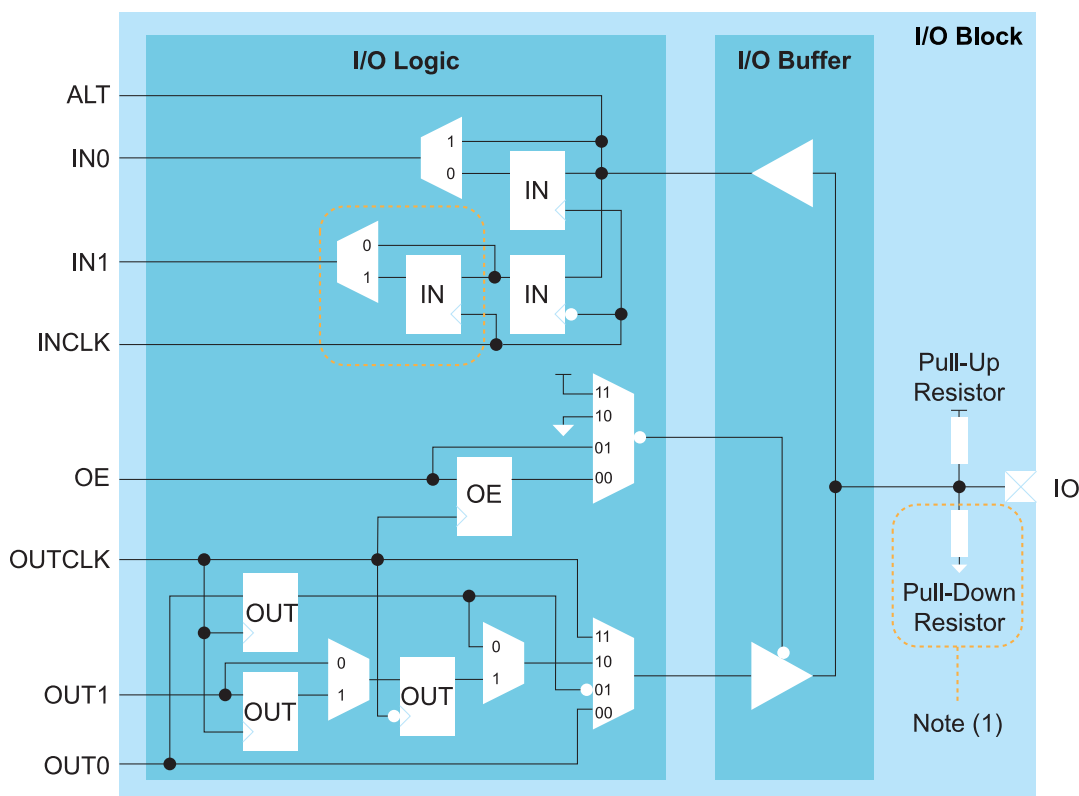 I/O Block
I/O Logic
I/O Buffer
ALT
IN0
1
0
IN
IN1
0
1
IN
IN
INCLK
11
10
01
00
OE
OE
Pull-Up
Resistor
IO
OUTCLK
OUT
Pull-Down
Resistor
0
1
0
1
11
10
01
00
OUT1
OUT
OUT
Note (1)
OUT0